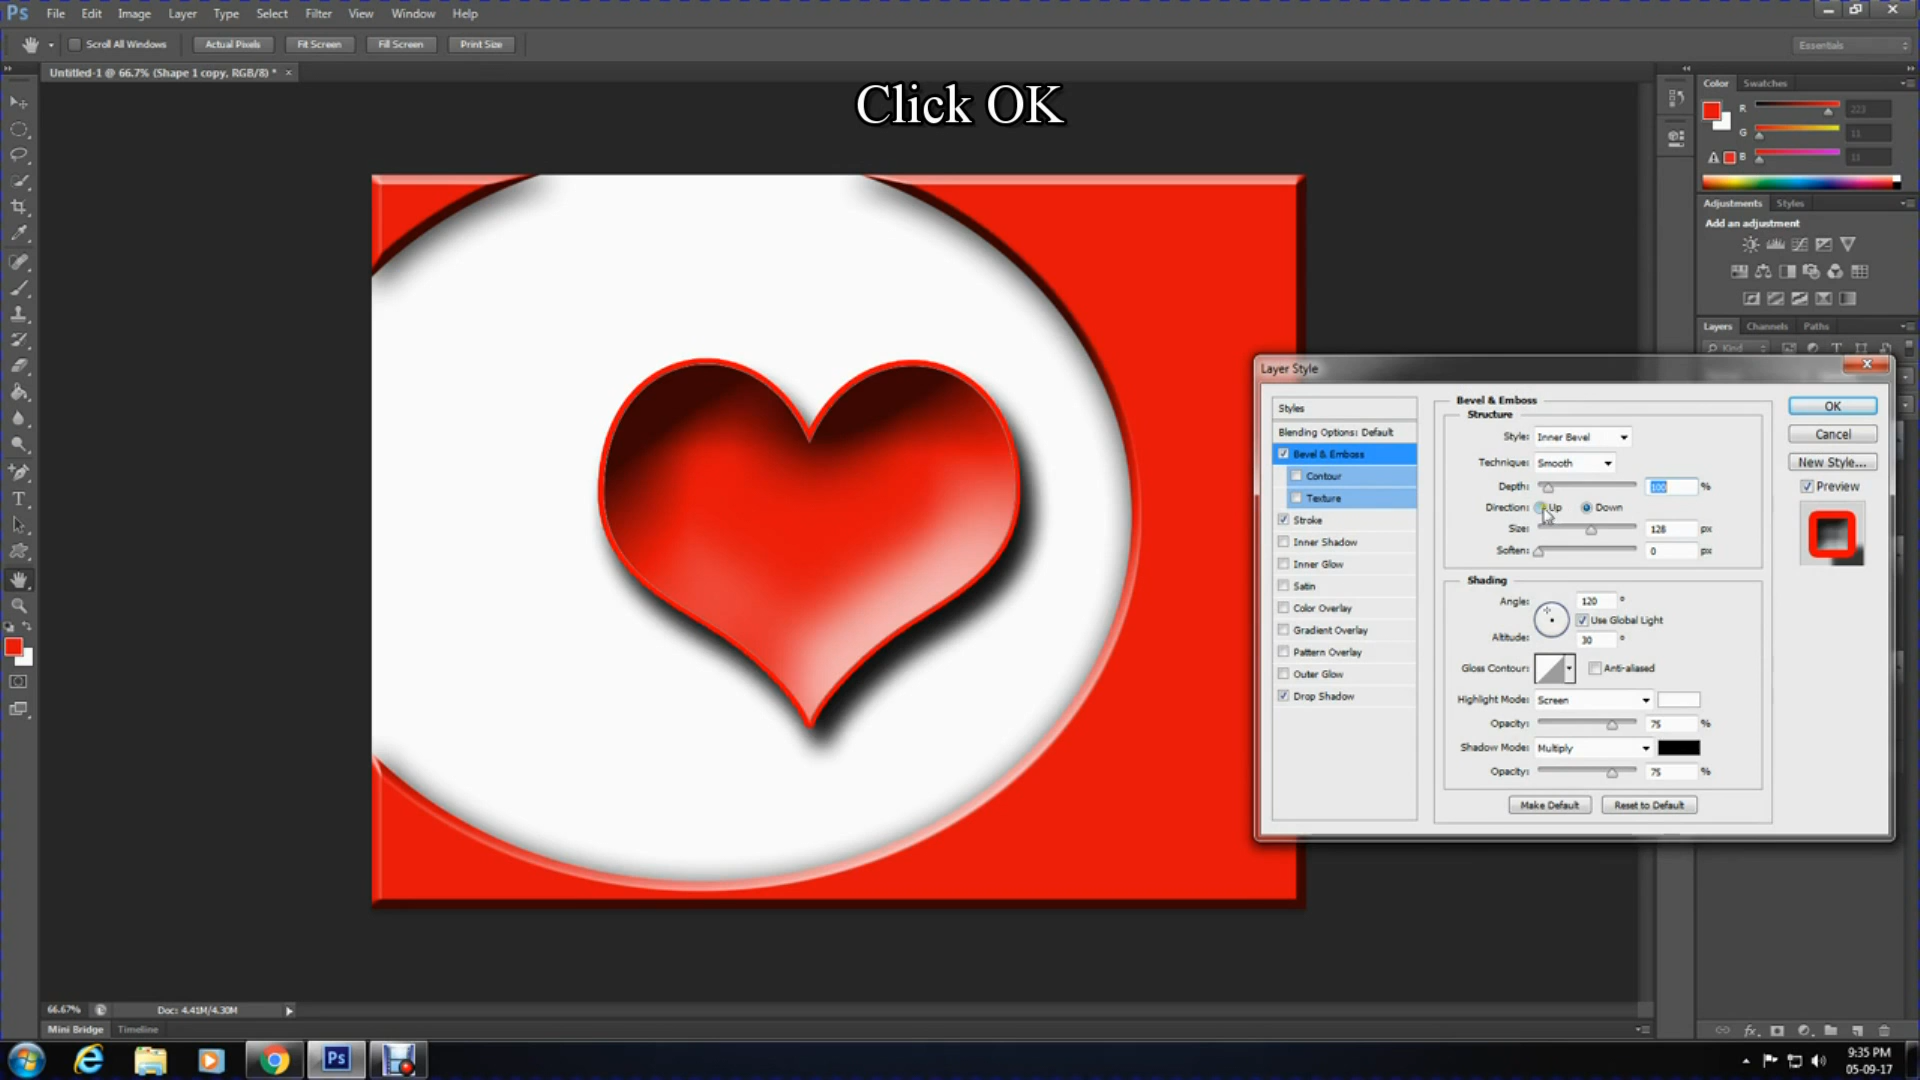 Ps File Edit Image Layer Type Select Filter View Window Help
Scroll All Windows Actual Pixels Fit Screen Fill Screen Print Size Essentials
Untitled-1 @ 66.7% (Shape 1 copy, RGB/8) * ×
Click OK
Color Swatches
R 223
G 11
B 11
Adjustments Styles
Add an adjustment
Layers Channels Paths
Kind
Layer Style
Styles
Blending Options: Default
Bevel & Emboss
Contour
Texture
Stroke
Inner Shadow
Inner Glow
Satin
Color Overlay
Gradient Overlay
Pattern Overlay
Outer Glow
Drop Shadow
Bevel & Emboss
Structure
Style: Inner Bevel
Technique: Smooth
Depth: 100 %
Direction: Up Down
Size: 128 px
Soften: 0 px
Shading
Angle: 120 °
Use Global Light
Altitude: 30 °
Gloss Contour: Anti-aliased
Highlight Mode: Screen
Opacity: 75 %
Shadow Mode: Multiply
Opacity: 75 %
Make Default Reset to Default
OK
Cancel
New Style...
Preview
66.67% Doc: 4.41M/4.30M
Mini Bridge Timeline
Ps
9:35 PM
05-09-17